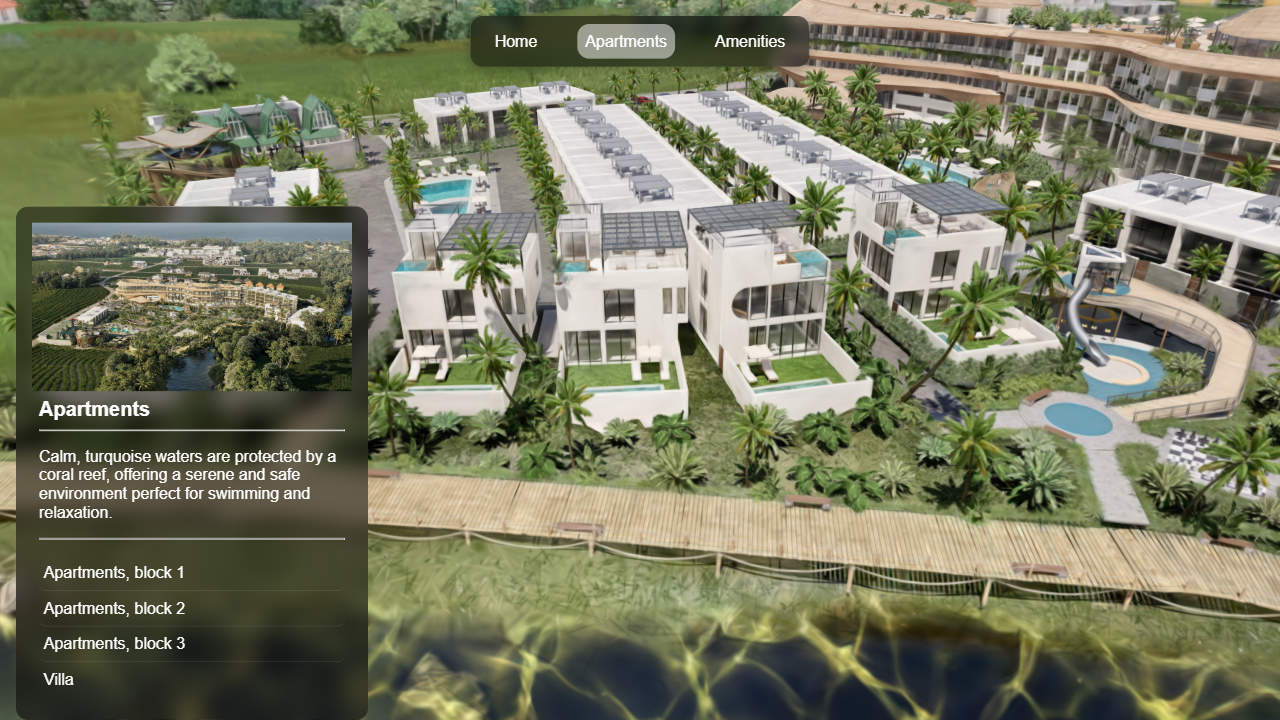 Home
Apartments
Amenities
Apartments
Calm, turquoise waters are protected by a
coral reef, offering a serene and safe
environment perfect for swimming and
relaxation.
Apartments, block 1
Apartments, block 2
Apartments, block 3
Villa